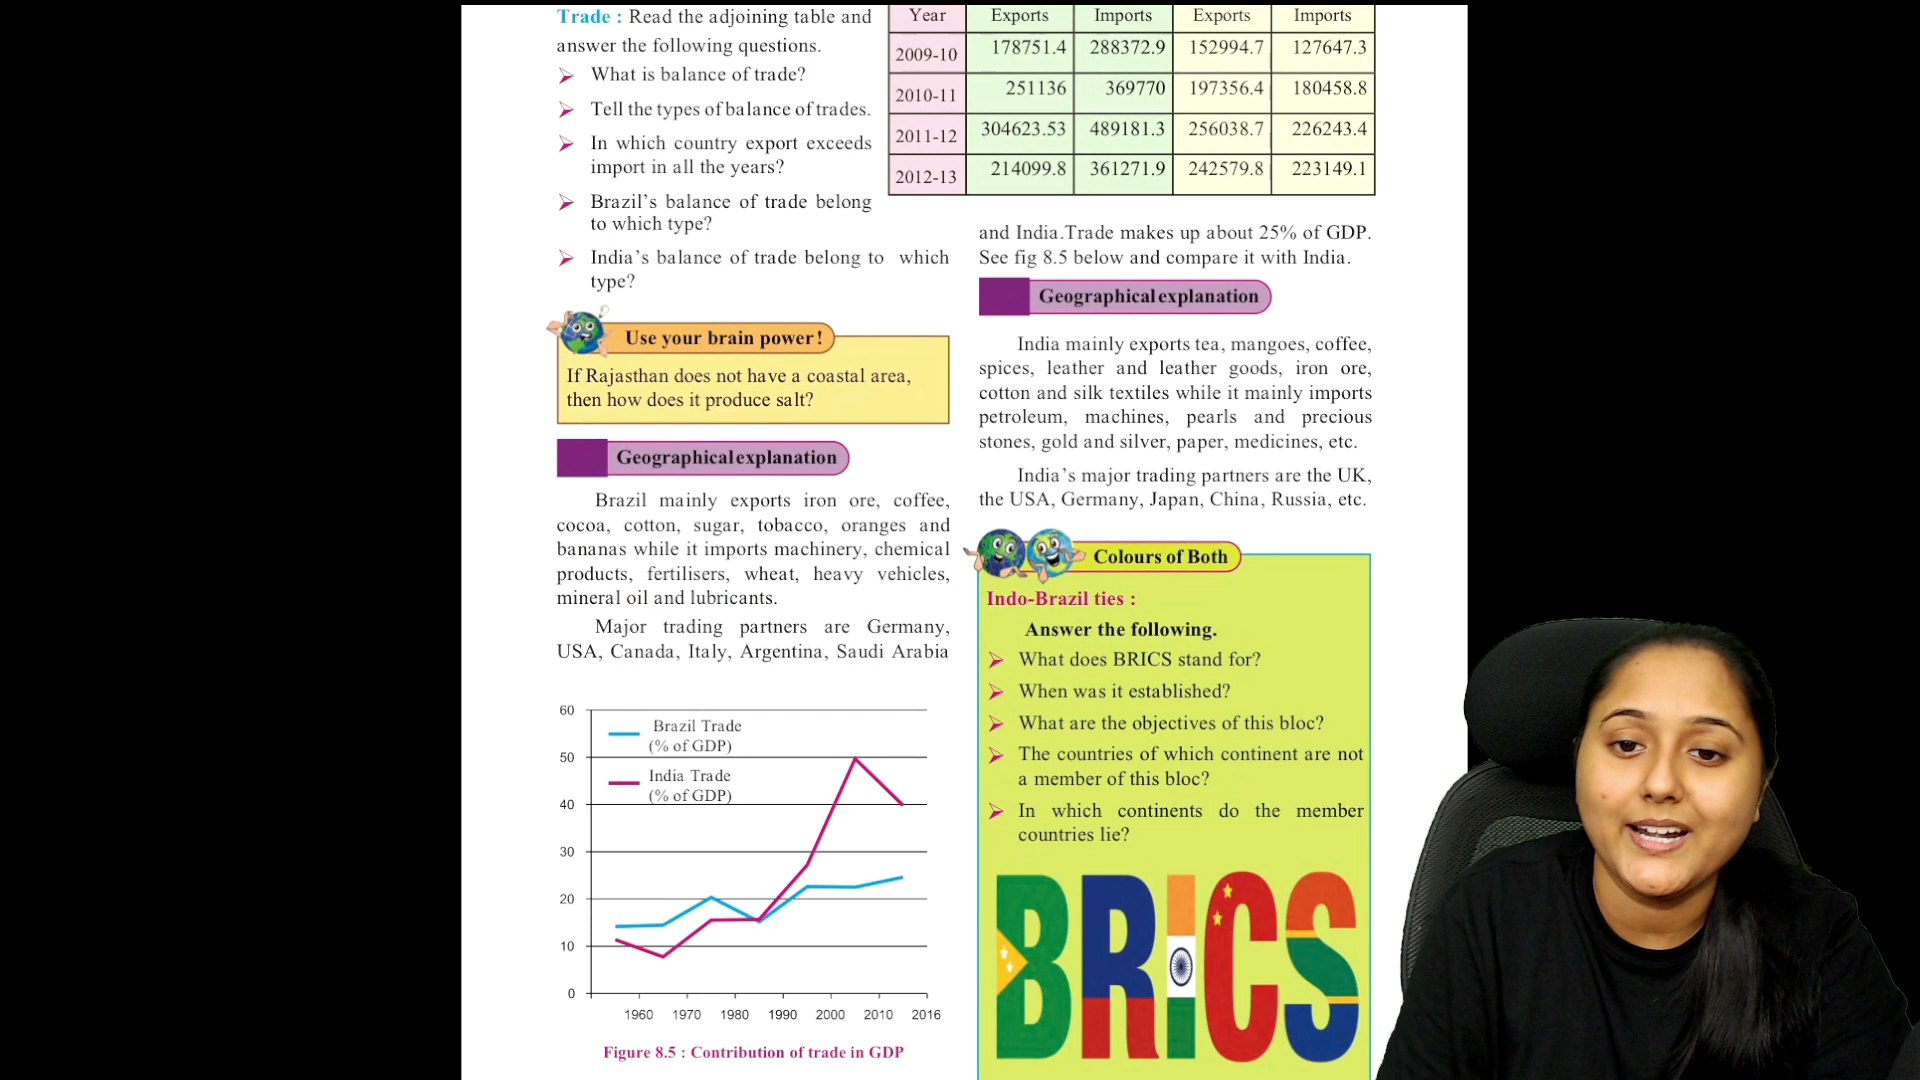 Trade : Read the adjoining table and
answer the following questions.
What is balance of trade?
Tell the types of balance of trades.
In which country export exceeds
import in all the years?
Brazil's balance of trade belong
to which type?
India's balance of trade belong to which
type?
Year Exports Imports Exports Imports
2009-10 178751.4 288372.9 152994.7 127647.3
2010-11 251136 369770 197356.4 180458.8
2011-12 304623.53 489181.3 256038.7 226243.4
2012-13 214099.8 361271.9 242579.8 223149.1
Use your brain power!
If Rajasthan does not have a coastal area,
then how does it produce salt?
Geographical explanation
Brazil mainly exports iron ore, coffee,
cocoa, cotton, sugar, tobacco, oranges and
bananas while it imports machinery, chemical
products, fertilisers, wheat, heavy vehicles,
mineral oil and lubricants.
Major trading partners are Germany,
USA, Canada, Italy, Argentina, Saudi Arabia
60
50
40
30
20
10
0
Brazil Trade
(% of GDP)
India Trade
(% of GDP)
1960 1970 1980 1990 2000 2010 2016
Figure 8.5 : Contribution of trade in GDP
and India.Trade makes up about 25% of GDP.
See fig 8.5 below and compare it with India.
Geographical explanation
India mainly exports tea, mangoes, coffee,
spices, leather and leather goods, iron ore,
cotton and silk textiles while it mainly imports
petroleum, machines, pearls and precious
stones, gold and silver, paper, medicines, etc.
India's major trading partners are the UK,
the USA, Germany, Japan, China, Russia, etc.
Colours of Both
Indo-Brazil ties :
Answer the following.
What does BRICS stand for?
When was it established?
What are the objectives of this bloc?
The countries of which continent are not
a member of this bloc?
In which continents do the member
countries lie?
BRICS